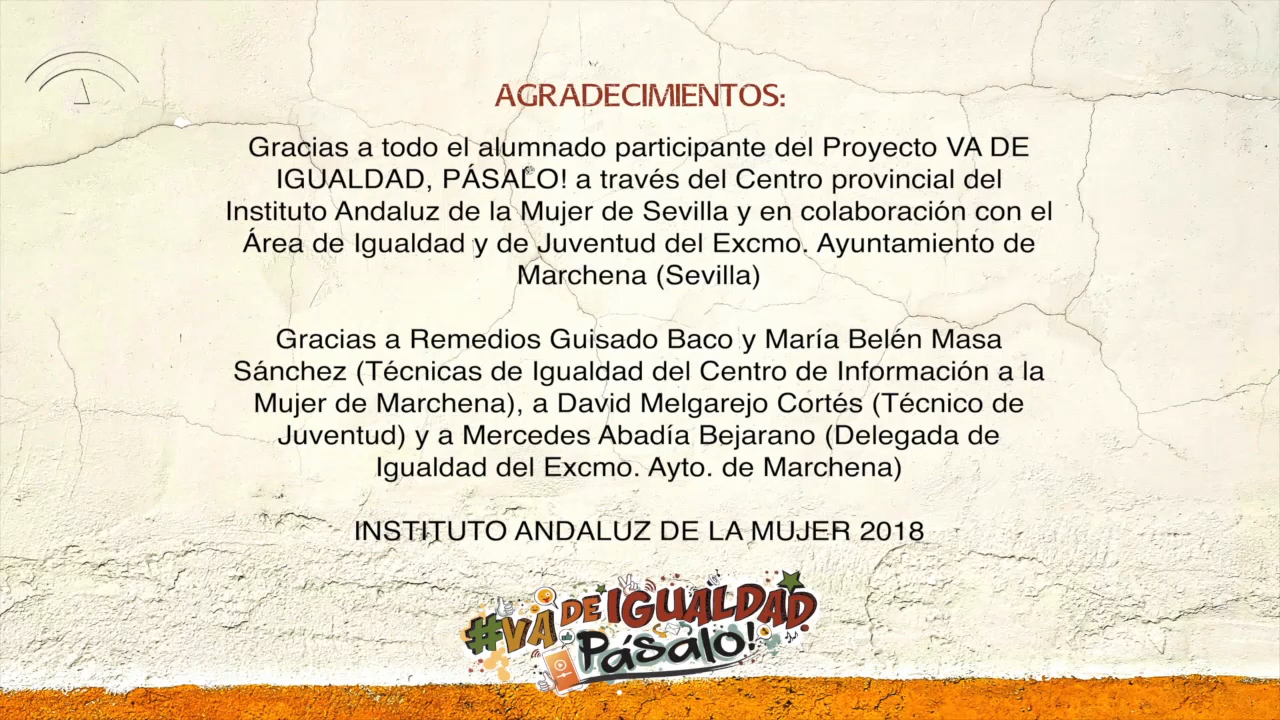 AGRADECIMIENTOS:
Gracias a todo el alumnado participante del Proyecto VA DE
IGUALDAD, PÁSALO! a través del Centro provincial del
Instituto Andaluz de la Mujer de Sevilla y en colaboración con el
Área de Igualdad y de Juventud del Excmo. Ayuntamiento de
Marchena (Sevilla)
Gracias a Remedios Guisado Baco y María Belén Masa
Sánchez (Técnicas de Igualdad del Centro de Información a la
Mujer de Marchena), a David Melgarejo Cortés (Técnico de
Juventud) y a Mercedes Abadía Bejarano (Delegada de
Igualdad del Excmo. Ayto. de Marchena)
INSTITUTO ANDALUZ DE LA MUJER 2018
#VA DE IGUALDAD
Pásalo!